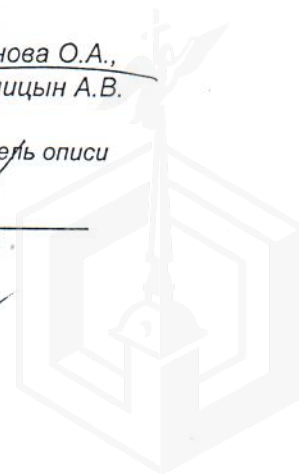 нова О.А.,
ицын А.В.
ель описи